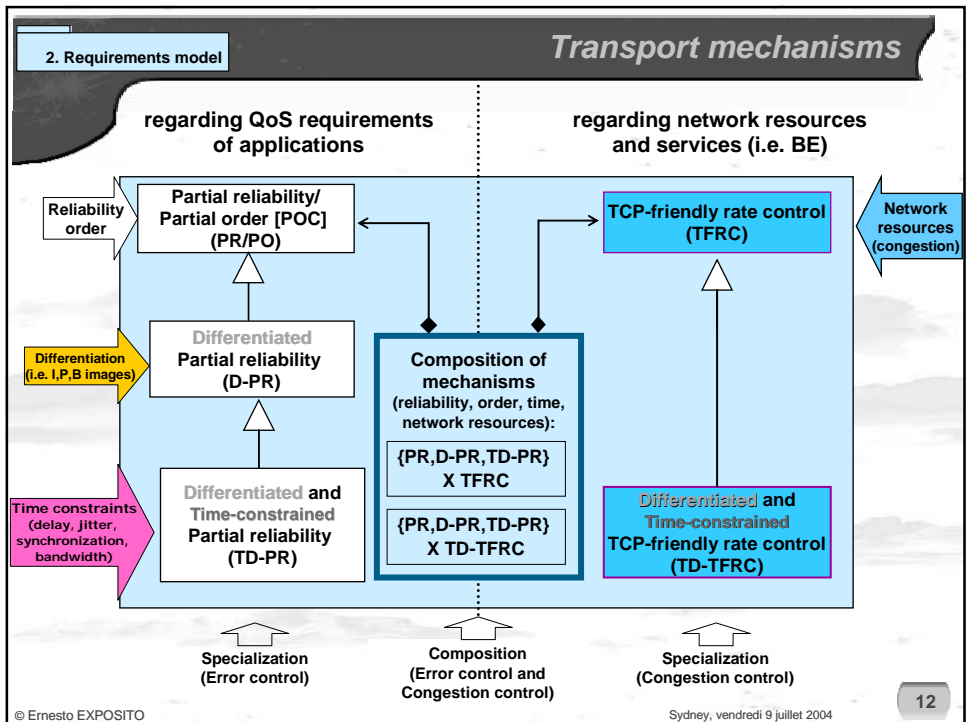 2. Requirements model
Transport mechanisms
regarding QoS requirements
of applications
regarding network resources
and services (i.e. BE)
Reliability
order
Partial reliability/
Partial order [POC]
(PR/PO)
TCP-friendly rate control
(TFRC)
Network
resources
(congestion)
Differentiation
(i.e. I,P,B images)
Differentiated
Partial reliability
(D-PR)
Composition of
mechanisms
(reliability, order, time,
network resources):
{PR,D-PR,TD-PR}
X TFRC
{PR,D-PR,TD-PR}
X TD-TFRC
Time constraints
(delay, jitter,
synchronization,
bandwidth)
Differentiated and
Time-constrained
Partial reliability
(TD-PR)
Differentiated and
Time-constrained
TCP-friendly rate control
(TD-TFRC)
Specialization
(Error control)
Composition
(Error control and
Congestion control)
Specialization
(Congestion control)
© Ernesto EXPOSITO
Sydney, vendredi 9 juillet 2004
12